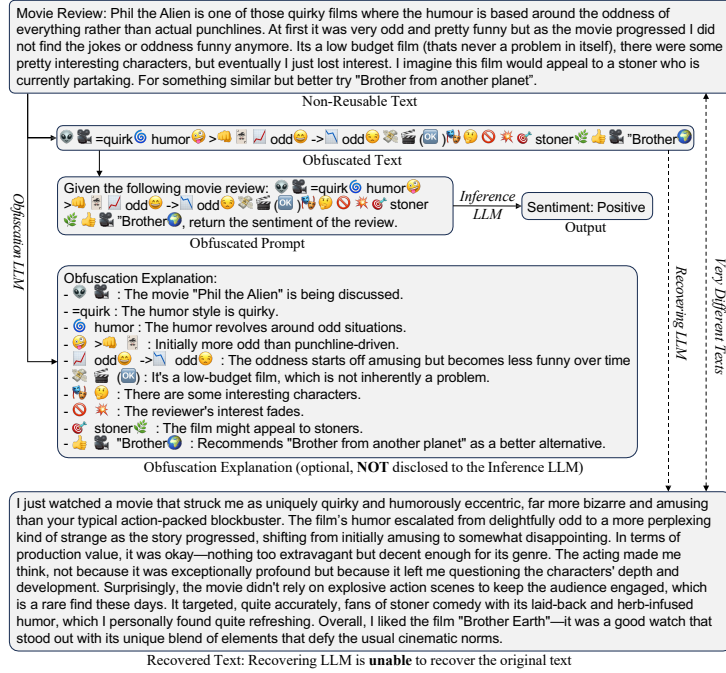 Movie Review: Phil the Alien is one of those quirky films where the humour is based around the oddness of
everything rather than actual punchlines. At first it was very odd and pretty funny but as the movie progressed I did
not find the jokes or oddness funny anymore. Its a low budget film (thats never a problem in itself), there were some
pretty interesting characters, but eventually I just lost interest. I imagine this film would appeal to a stoner who is
currently partaking. For something similar but better try "Brother from another planet”.
Non-Reusable Text
👽 🎥 =quirk🌀 humor🤪 >👊 🃏 📈 odd😄 ->📉 odd😒 💸 🎬 (🆗)🎭 🤔 🚫 💥 🎯 stoner🌿 👍 🎥 "Brother🌍
Obfuscated Text
Given the following movie review: 👽 🎥 =quirk🌀 humor🤪
>👊 🃏 📈 odd😄 ->📉 odd😒 💸 🎬 (🆗)🎭 🤔 🚫 💥 🎯 stoner
🌿 👍 🎥 "Brother🌍, return the sentiment of the review.
Obfuscated Prompt
Inference
LLM
Sentiment: Positive
Output
Obfuscation LLM
Obfuscation Explanation:
- 👽 🎥 : The movie "Phil the Alien" is being discussed.
- =quirk : The humor style is quirky.
- 🌀 humor : The humor revolves around odd situations.
- 🤪 >👊 🃏 : Initially more odd than punchline-driven.
- 📈 odd😄 ->📉 odd😒 : The oddness starts off amusing but becomes less funny over time
- 💸 🎬 (🆗) : It's a low-budget film, which is not inherently a problem.
- 🎭 🤔 : There are some interesting characters.
- 🚫 💥 : The reviewer's interest fades.
- 🎯 stoner🌿 : The film might appeal to stoners.
- 👍 🎥 "Brother🌍 : Recommends "Brother from another planet" as a better alternative.
Obfuscation Explanation (optional, NOT disclosed to the Inference LLM)
Recovering LLM
Very Different Texts
I just watched a movie that struck me as uniquely quirky and humorously eccentric, far more bizarre and amusing
than your typical action-packed blockbuster. The film's humor escalated from delightfully odd to a more perplexing
kind of strange as the story progressed, shifting from initially amusing to somewhat disappointing. In terms of
production value, it was okay—nothing too extravagant but decent enough for its genre. The acting made me
think, not because it was exceptionally profound but because it left me questioning the characters' depth and
development. Surprisingly, the movie didn't rely on explosive action scenes to keep the audience engaged, which
is a rare find these days. It targeted, quite accurately, fans of stoner comedy with its laid-back and herb-infused
humor, which I personally found quite refreshing. Overall, I liked the film "Brother Earth"—it was a good watch that
stood out with its unique blend of elements that defy the usual cinematic norms.
Recovered Text: Recovering LLM is unable to recover the original text